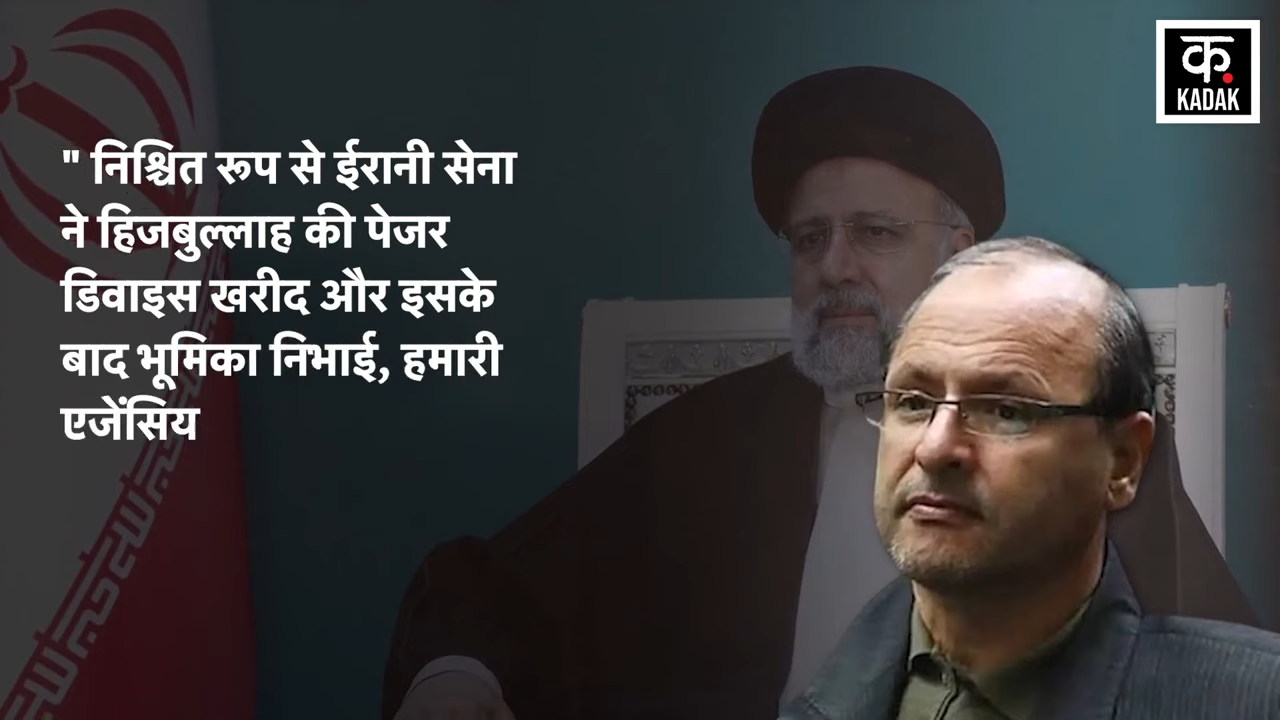 " निश्चित रूप से ईरानी सेना
ने हिजबुल्लाह की पेजर
डिवाइस खरीद और इसके
बाद भूमिका निभाई, हमारी
एजेंसिय
क
KADAK